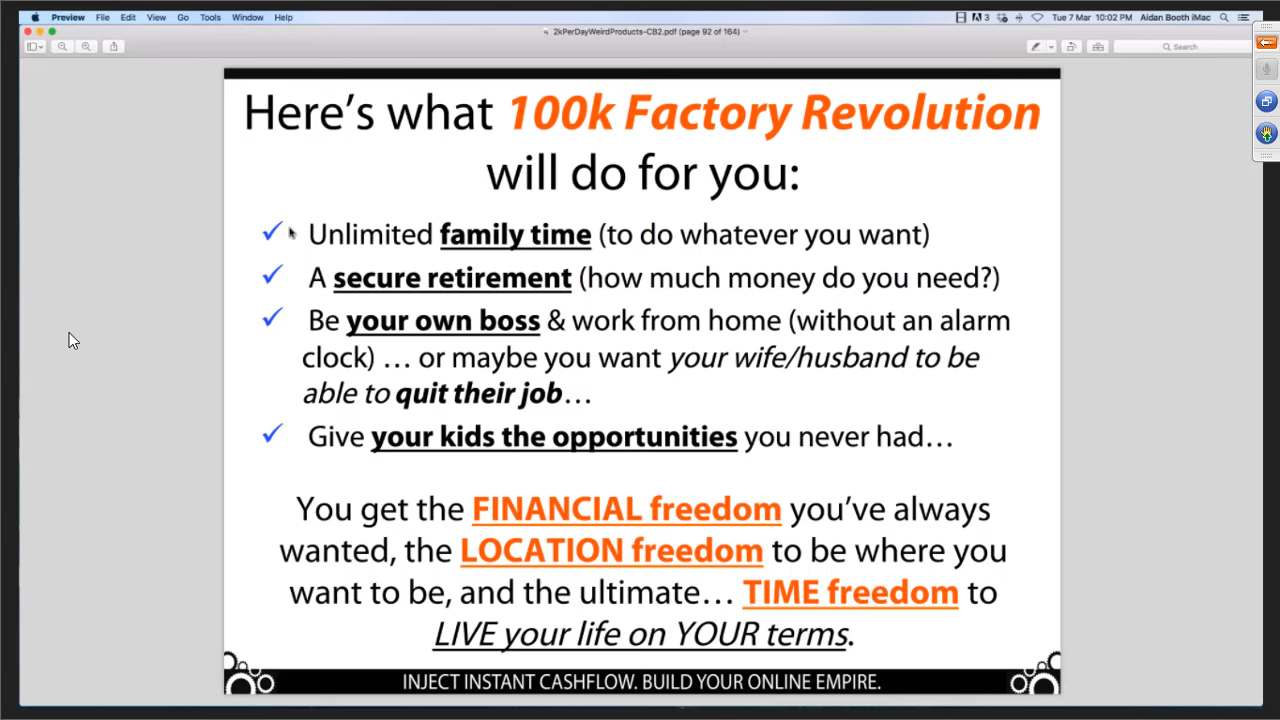 Preview File Edit View Go Tools Window Help 3 Tue 7 Mar 10:02 PM Aidan Booth iMac
2kPerDayWeirdProducts-CB2.pdf (page 92 of 164)
Search
Here's what 100k Factory Revolution
will do for you:
Unlimited family time (to do whatever you want)
A secure retirement (how much money do you need?)
Be your own boss & work from home (without an alarm
clock) … or maybe you want your wife/husband to be
able to quit their job…
Give your kids the opportunities you never had…
You get the FINANCIAL freedom you've always
wanted, the LOCATION freedom to be where you
want to be, and the ultimate… TIME freedom to
LIVE your life on YOUR terms.
INJECT INSTANT CASHFLOW. BUILD YOUR ONLINE EMPIRE.